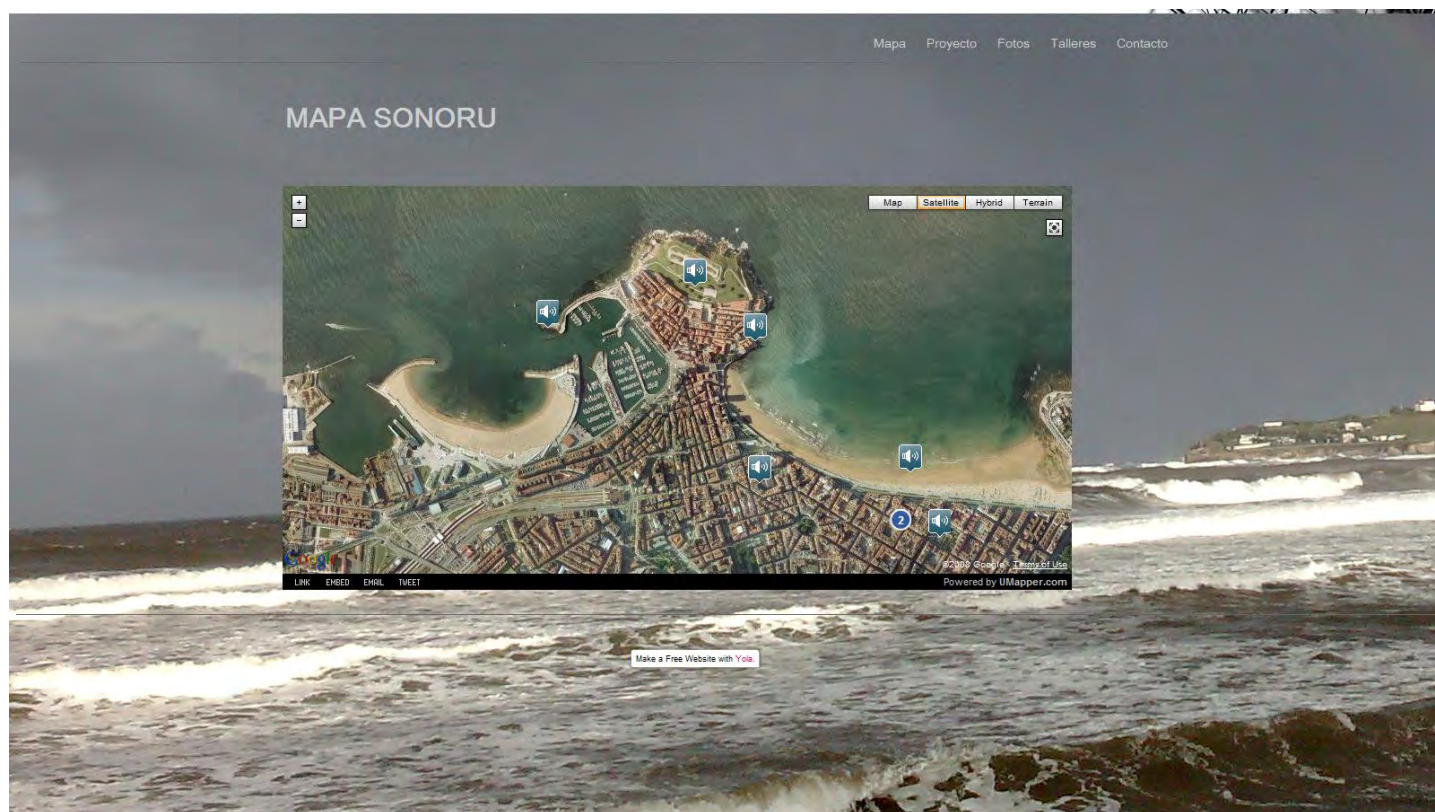 Mapa Proyecto Fotos Talleres Contacto
MAPA SONORU
+
Map Satellite Hybrid Terrain
-
2
©2008 Google - Terms of Use
LINK EMBED EMAIL TWEET
Powered by UMapper.com
Make a Free Website with Yola.